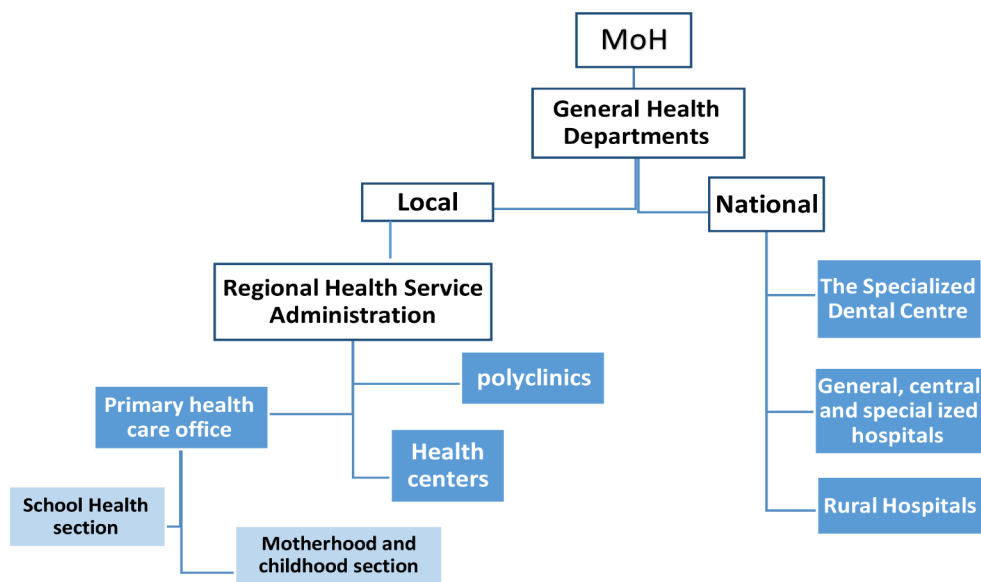 MoH
General Health
Departments
Local
National
Regional Health Service
Administration
The Specialized
Dental Centre
polyclinics
Primary health
care office
General, central
and special ized
hospitals
Health
centers
School Health
section
Rural Hospitals
Motherhood and
childhood section